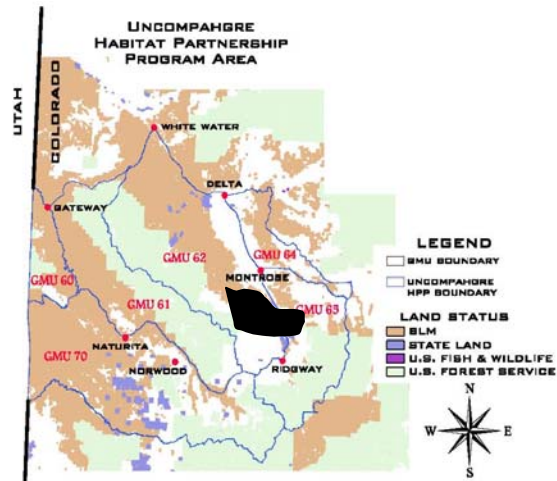 UNCOMPAHGRE
HABITAT PARTNERSHIP
PROGRAM AREA
UTAH
COLORADO
WHITE WATER
DELTA
GATEWAY
GMU 62
GMU 64
MONTROSE
GMU 60
GMU 61
GMU 65
NATURITA
GMU 70
NORWOOD
RIDGWAY
LEGEND
GMU BOUNDARY
UNCOMPAHGRE
HPP BOUNDARY
LAND STATUS
BLM
STATE LAND
U.S. FISH & WILDLIFE
U.S. FOREST SERVICE
N
W
E
S